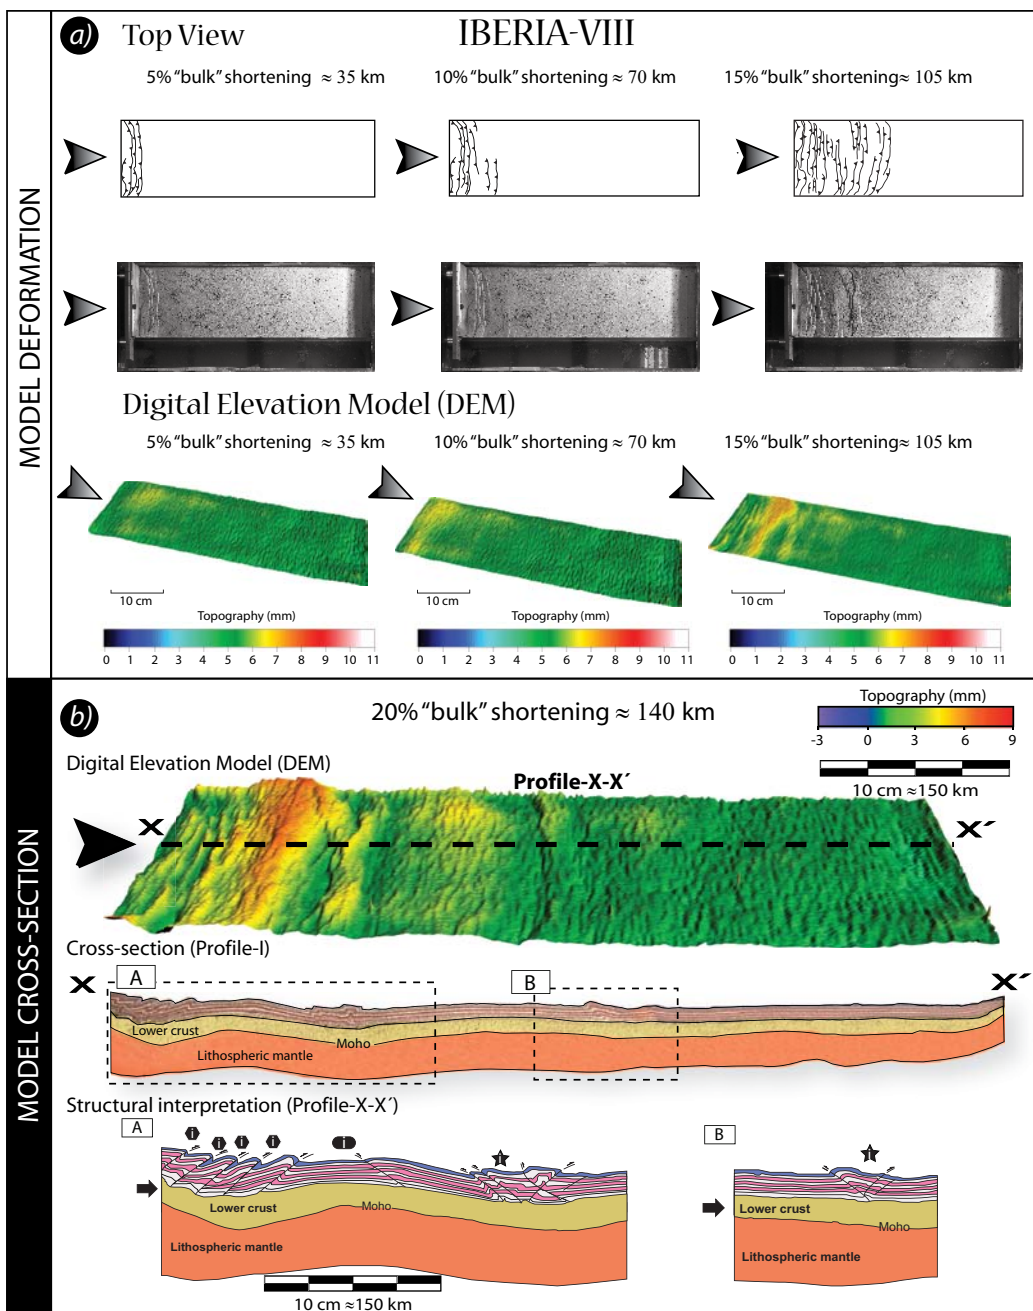 MODEL DEFORMATION
a) Top View
IBERIA-VIII
5% “bulk” shortening ≈ 35 km
10% “bulk” shortening ≈ 70 km
15% “bulk” shortening≈ 105 km
Digital Elevation Model (DEM)
5% “bulk” shortening ≈ 35 km
10% “bulk” shortening ≈ 70 km
15% “bulk” shortening≈ 105 km
10 cm
10 cm
10 cm
Topography (mm)
Topography (mm)
Topography (mm)
0 1 2 3 4 5 6 7 8 9 10 11
0 1 2 3 4 5 6 7 8 9 10 11
0 1 2 3 4 5 6 7 8 9 10 11
MODEL CROSS-SECTION
b)
20% “bulk” shortening ≈ 140 km
Topography (mm)
-3 0 3 6 9
10 cm ≈150 km
Digital Elevation Model (DEM)
Profile-X-X´
X
X´
Cross-section (Profile-I)
X
A
B
X´
Lower crust
Moho
Lithospheric mantle
Structural interpretation (Profile-X-X´)
A
i i i i i i
Lower crust
Moho
Lithospheric mantle
10 cm ≈150 km
B
i
Lower crust
Moho
Lithospheric mantle